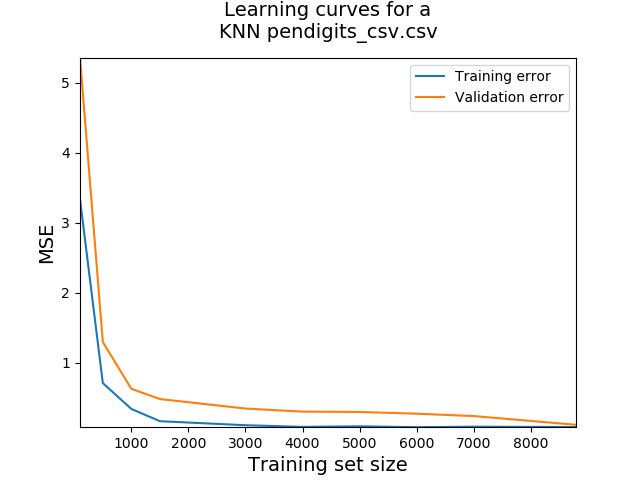 Learning curves for a
KNN pendigits_csv.csv
Training error
Validation error
MSE
5
4
3
2
1
1000 2000 3000 4000 5000 6000 7000 8000
Training set size